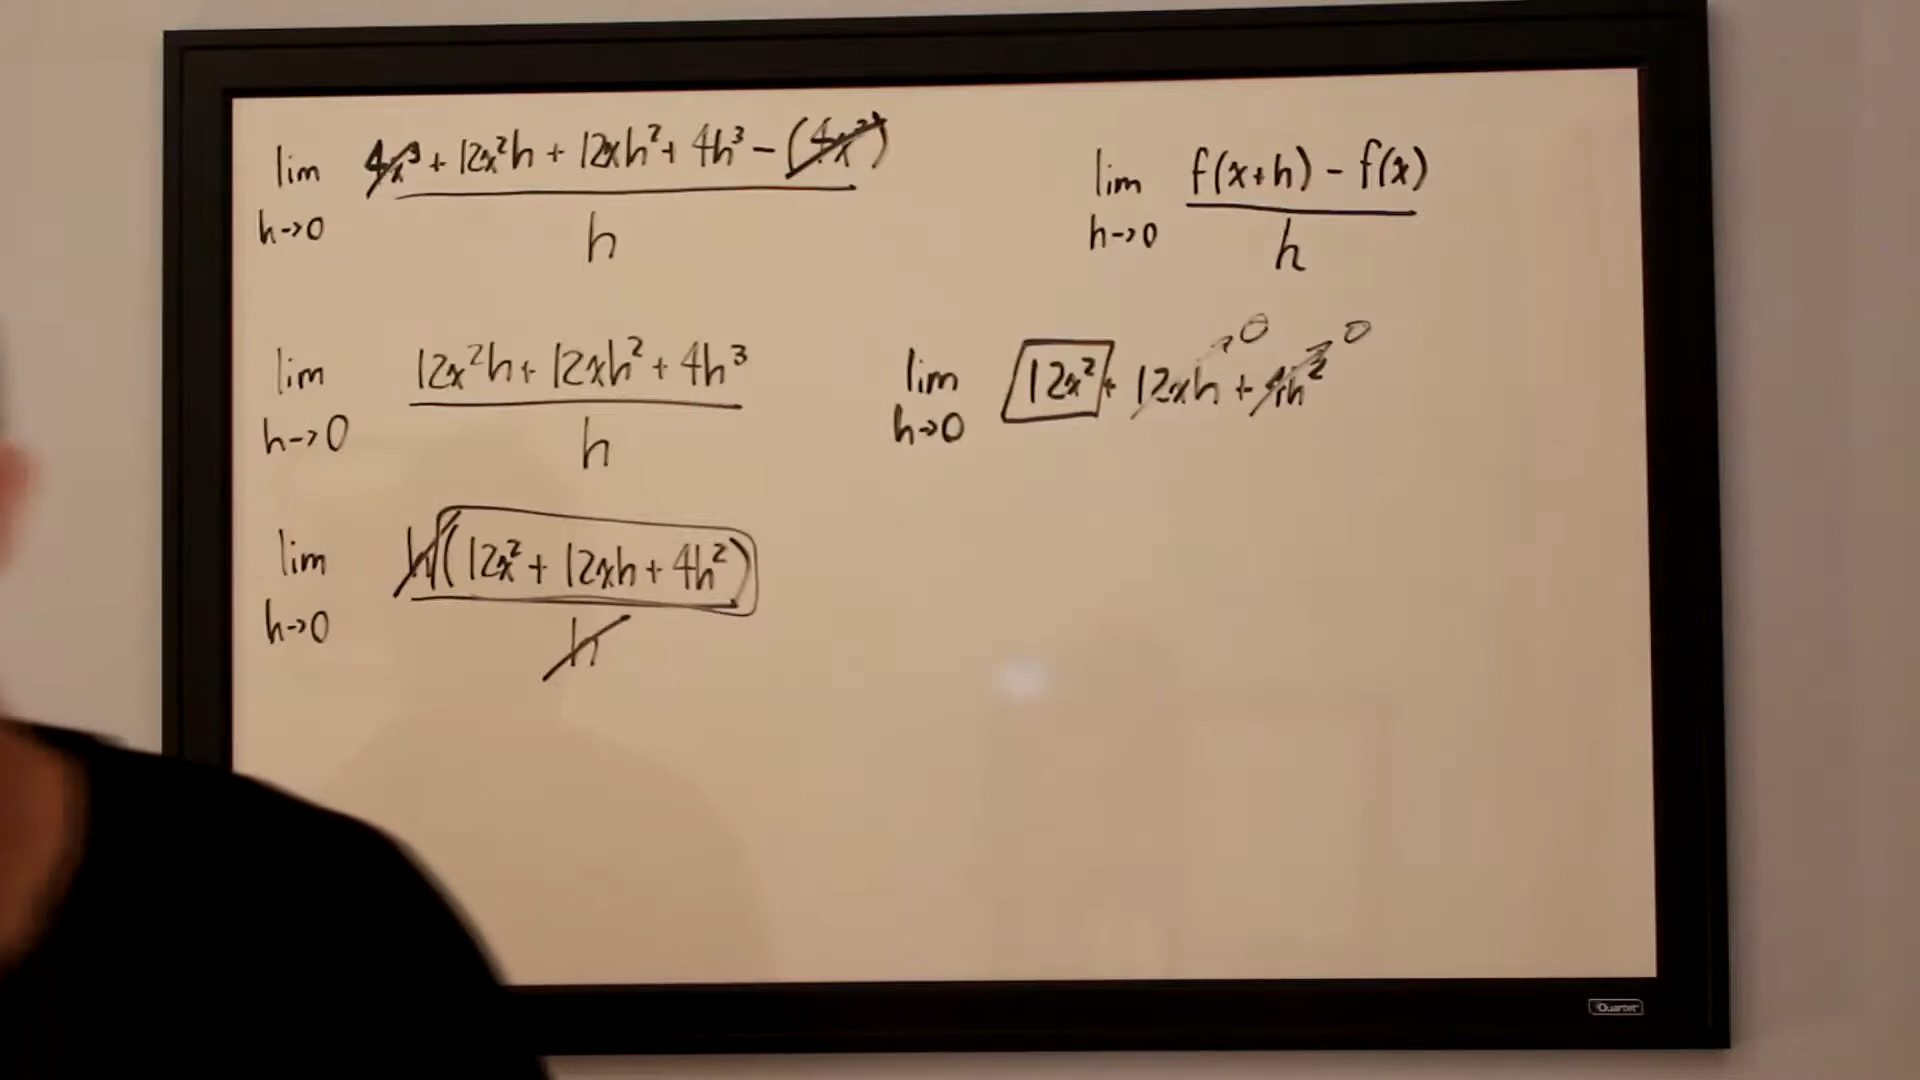 lim h→0 (4x³ + 12x²h + 12xh² + 4h³ - (4x³)) / h
lim h→0 (f(x+h) - f(x)) / h
lim h→0 (12x²h + 12xh² + 4h³) / h
lim h→0 12x² + 12xh + 4h²
0 0
lim h→0 h(12x² + 12xh + 4h²) / h
Quartet